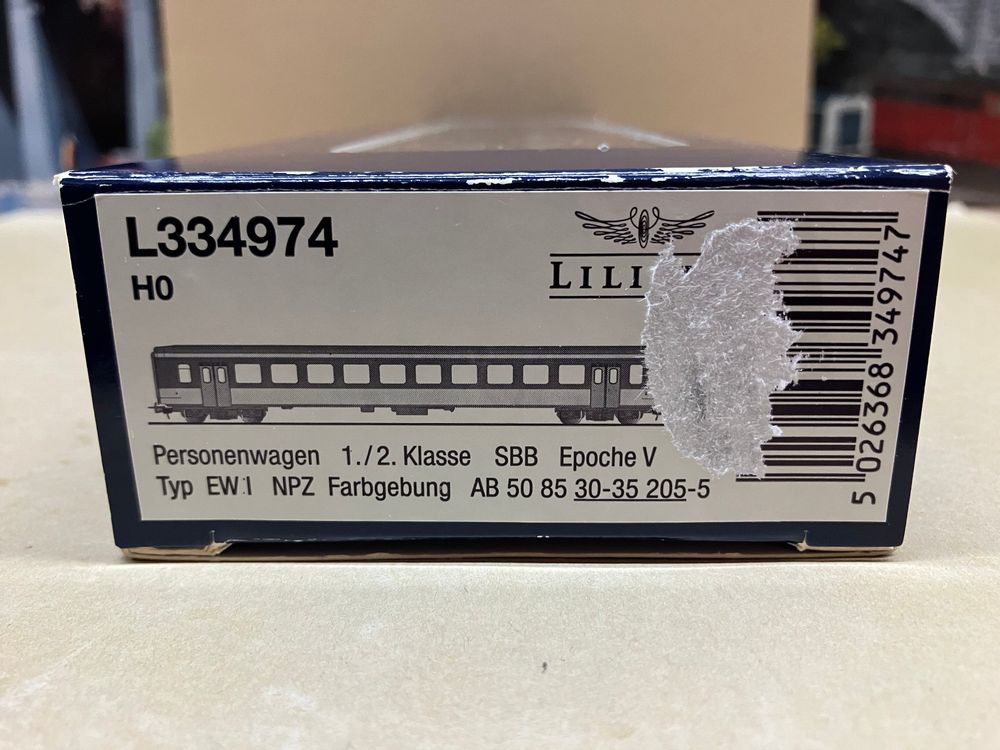 L334974
H0
Personenwagen 1./2. Klasse SBB Epoche V
Typ EW I NPZ Farbgebung AB 50 85 30-35 205-5
5 026368 349747